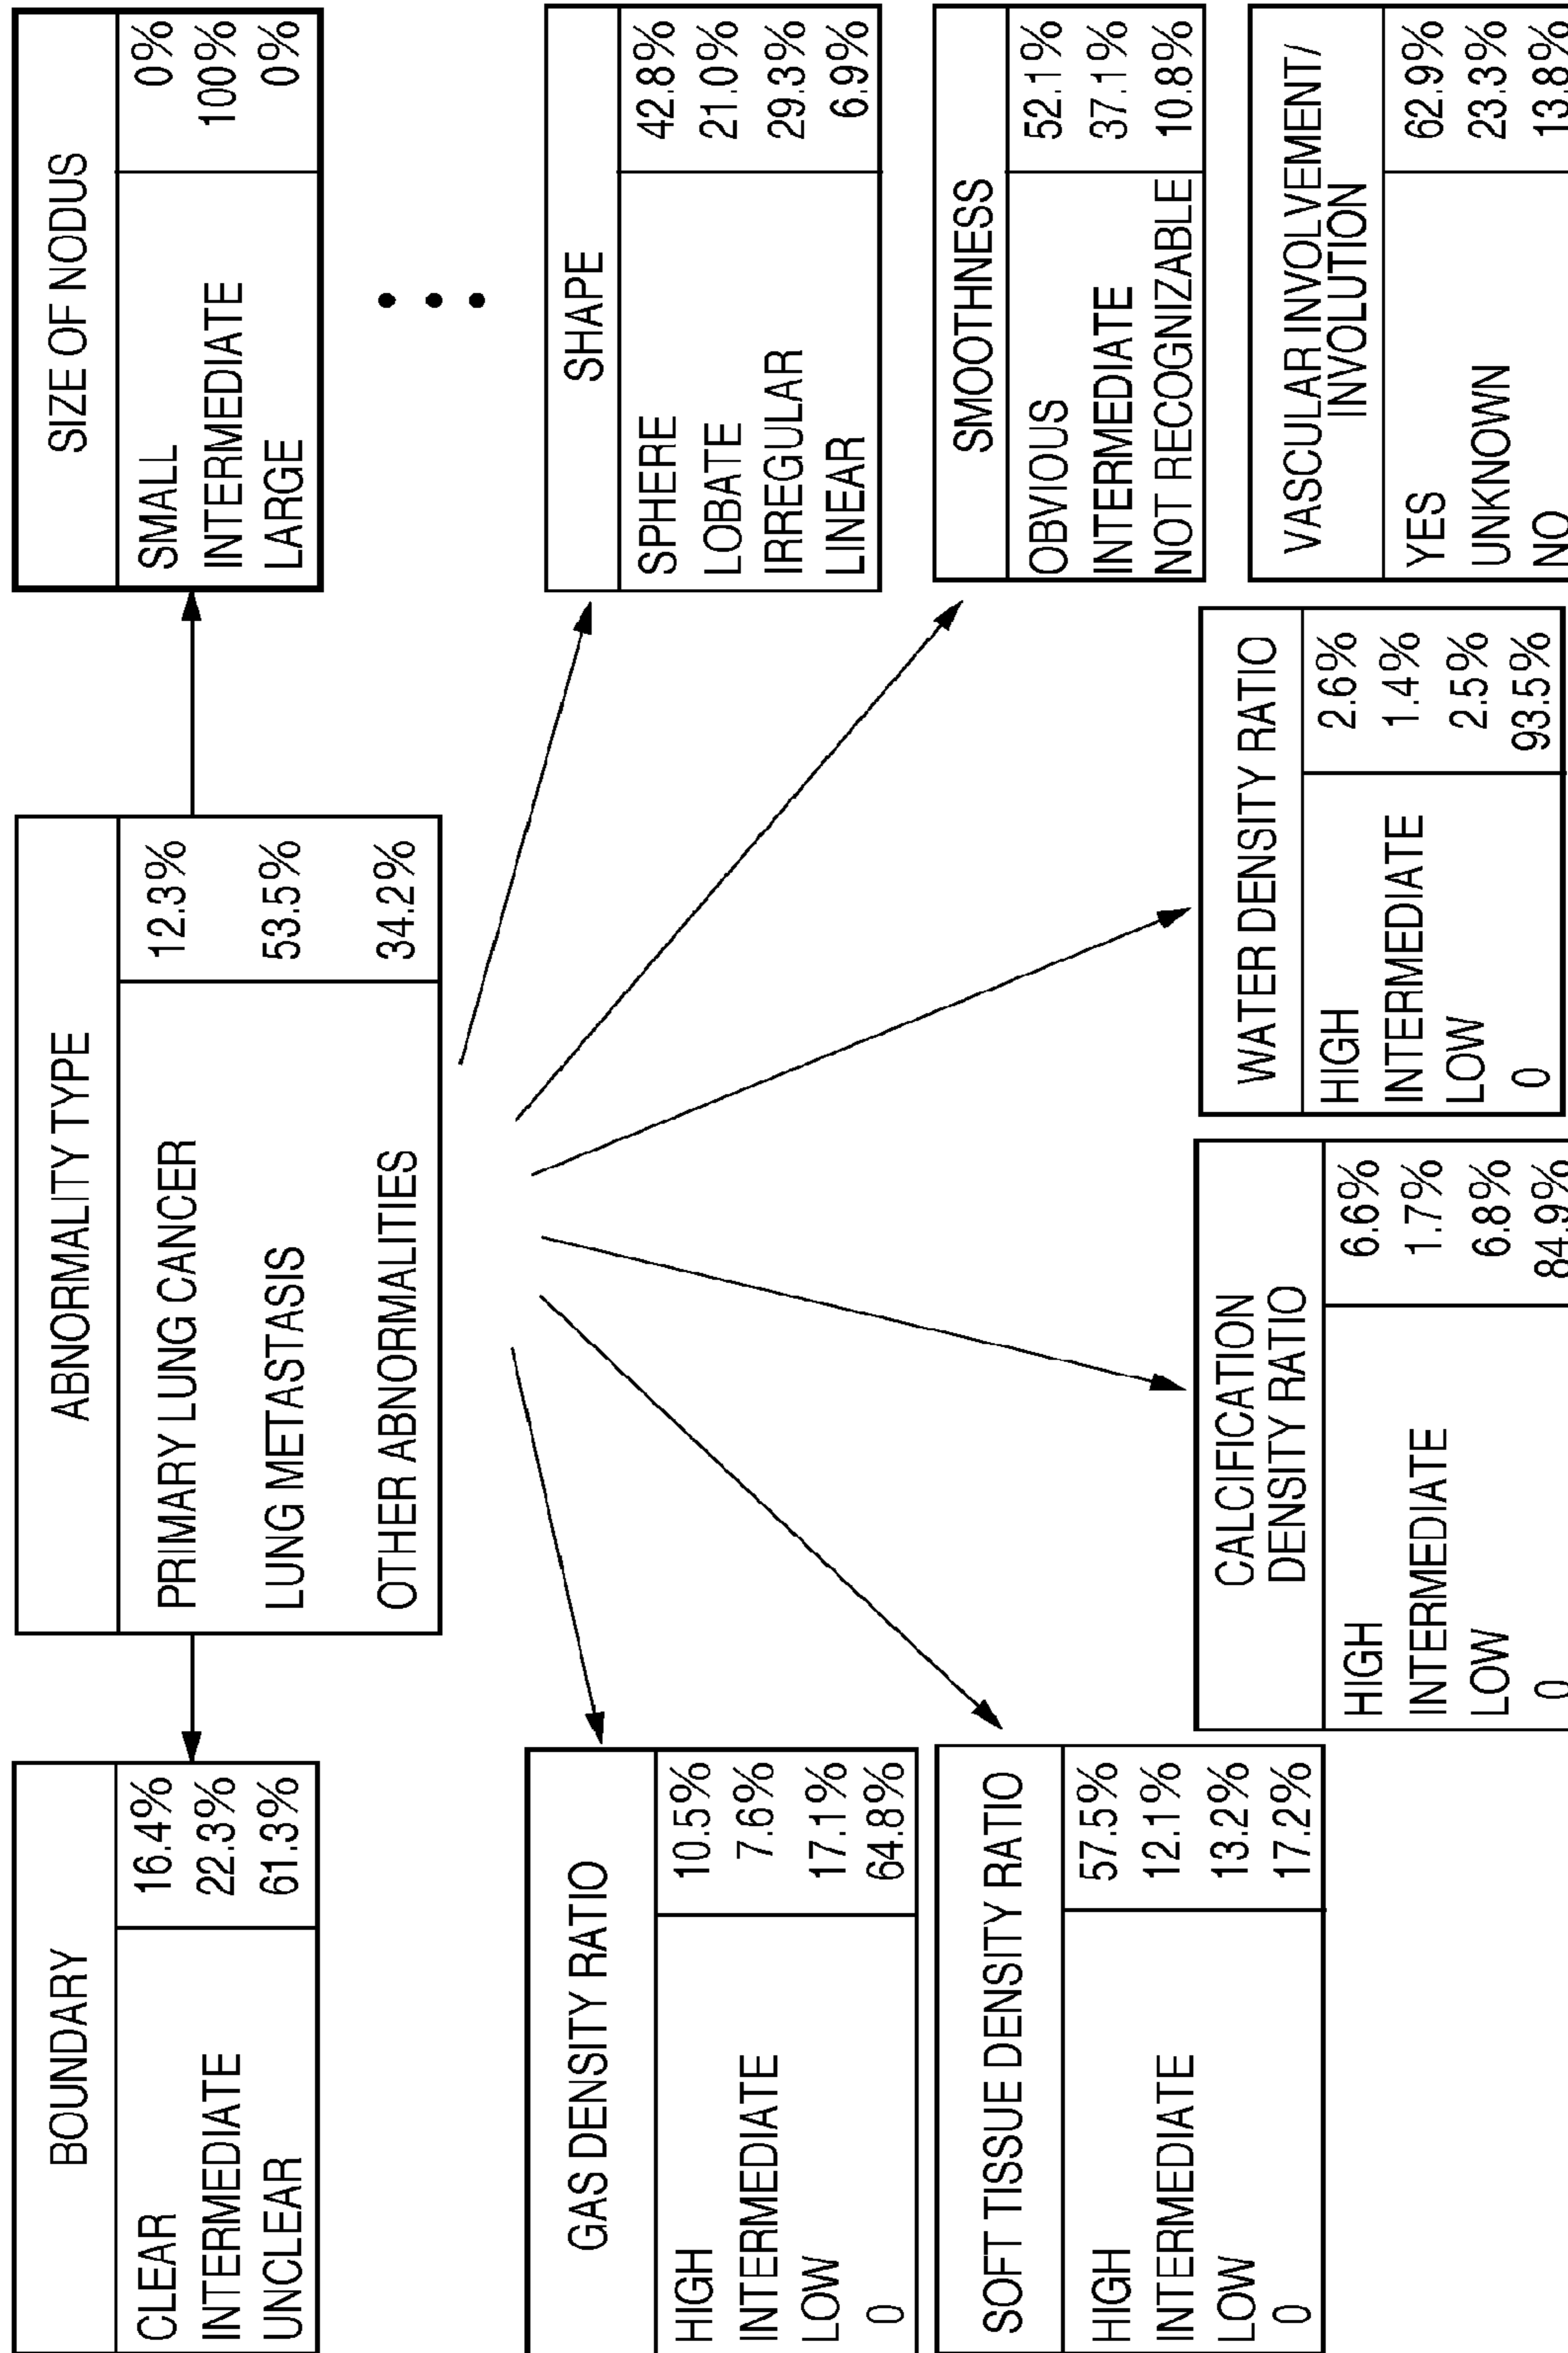 BOUNDARY
CLEAR 16.4%
INTERMEDIATE 22.3%
UNCLEAR 61.3%
ABNORMALITY TYPE
PRIMARY LUNG CANCER 12.3%
LUNG METASTASIS 53.5%
OTHER ABNORMALITIES 34.2%
SIZE OF NODUS
SMALL 0%
INTERMEDIATE 100%
LARGE 0%
GAS DENSITY RATIO
HIGH 10.5%
INTERMEDIATE 7.6%
LOW 17.1%
0 64.8%
SHAPE
SPHERE 42.8%
LOBATE 21.0%
IRREGULAR 29.3%
LINEAR 6.9%
SOFT TISSUE DENSITY RATIO
HIGH 57.5%
INTERMEDIATE 12.1%
LOW 13.2%
0 17.2%
SMOOTHNESS
OBVIOUS 52.1%
INTERMEDIATE 37.1%
NOT RECOGNIZABLE 10.8%
CALCIFICATION
DENSITY RATIO
HIGH 6.6%
INTERMEDIATE 1.7%
LOW 6.8%
0 84.9%
WATER DENSITY RATIO
HIGH 2.6%
INTERMEDIATE 1.4%
LOW 2.5%
0 93.5%
VASCULAR INVOLVEMENT/
INVOLUTION
YES 62.9%
UNKNOWN 23.3%
NO 13.8%